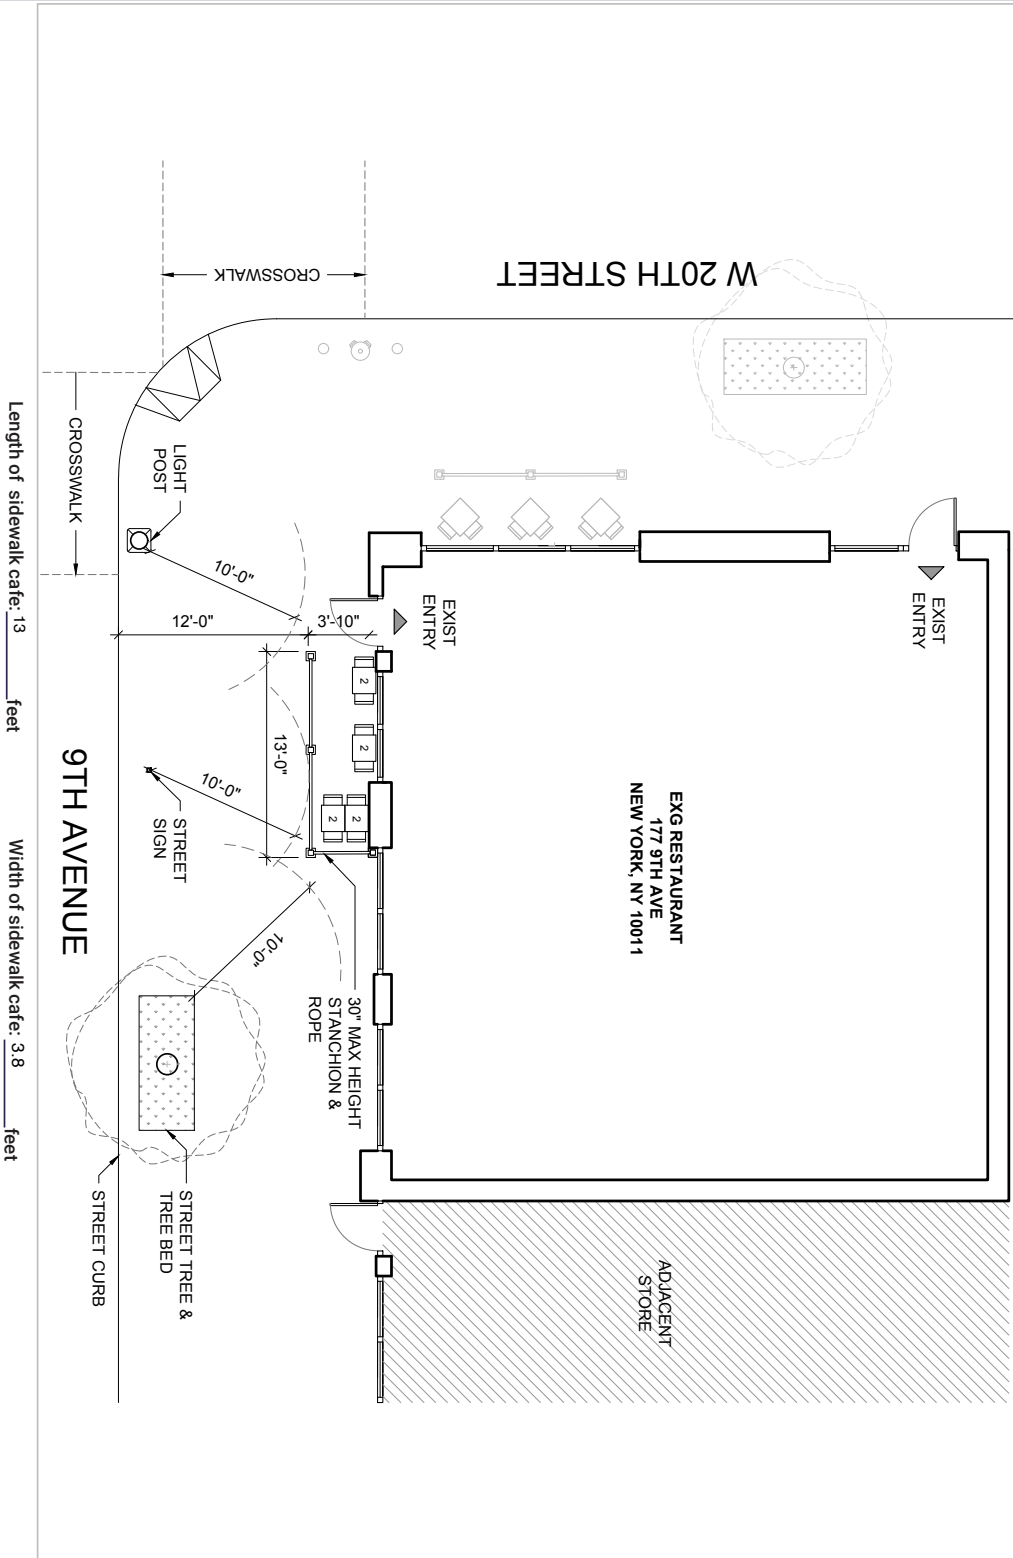 W 20TH STREET
CROSSWALK
CROSSWALK
LIGHT
POST
10'-0"
12'-0"
3'-10"
EXIST
ENTRY
EXIST
ENTRY
2
2
2
2
13'-0"
10'-0"
STREET
SIGN
9TH AVENUE
EXG RESTAURANT
177 9TH AVE
NEW YORK, NY 10011
10'-0"
30" MAX HEIGHT
STANCHION &
ROPE
STREET TREE &
TREE BED
STREET CURB
ADJACENT
STORE
Length of sidewalk cafe: 13 feet
Width of sidewalk cafe: 3.8 feet